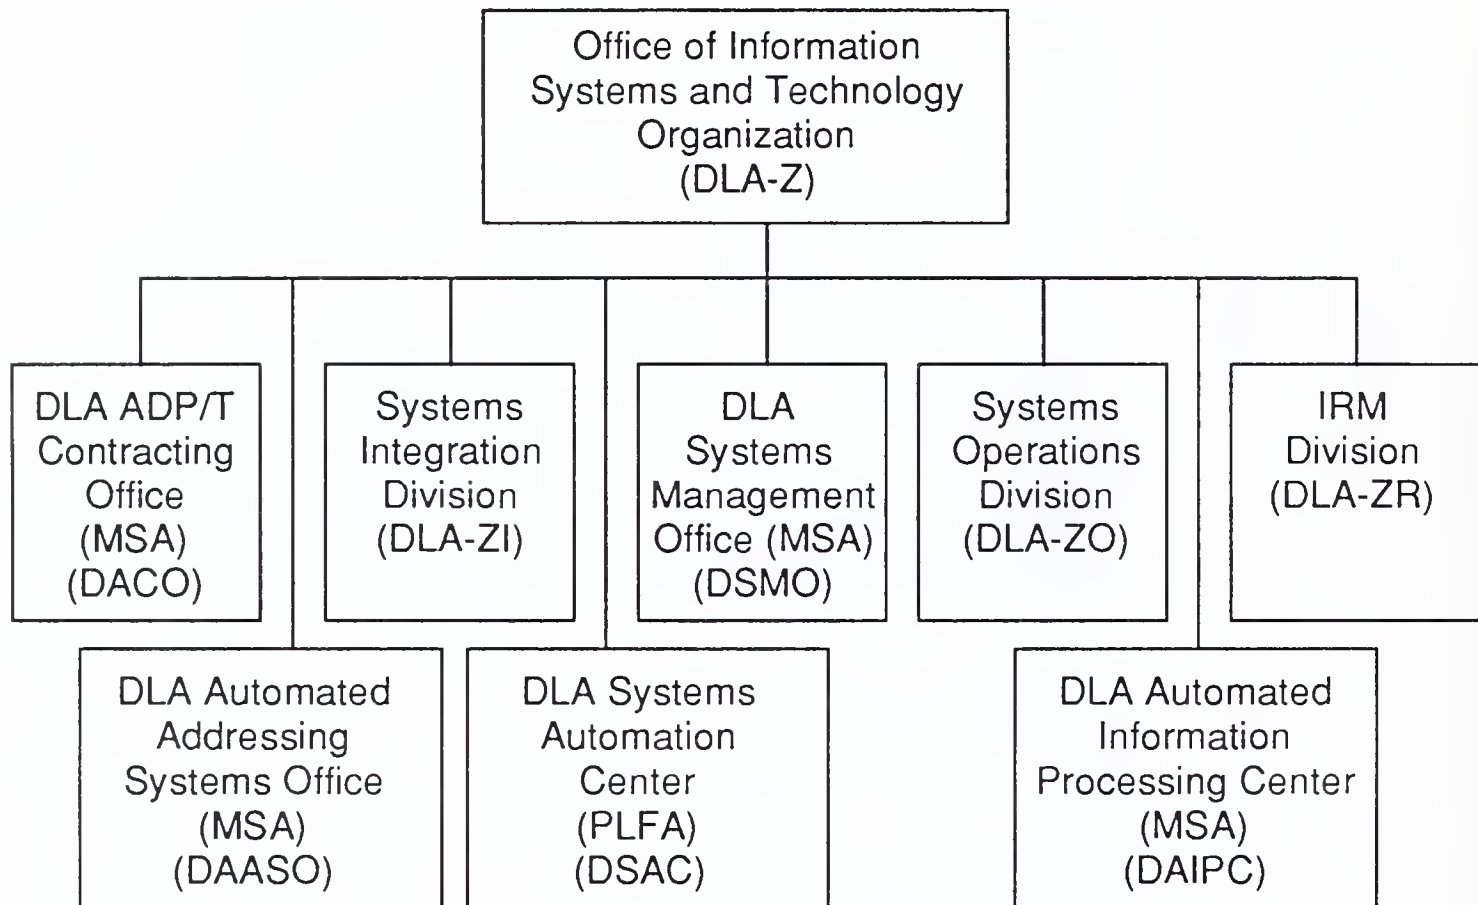 Office of Information
Systems and Technology
Organization
(DLA-Z)
DLA ADP/T
Contracting
Office
(MSA)
(DACO)
Systems
Integration
Division
(DLA-ZI)
DLA
Systems
Management
Office (MSA)
(DSMO)
Systems
Operations
Division
(DLA-ZO)
IRM
Division
(DLA-ZR)
DLA Automated
Addressing
Systems Office
(MSA)
(DAASO)
DLA Systems
Automation
Center
(PLFA)
(DSAC)
DLA Automated
Information
Processing Center
(MSA)
(DAIPC)